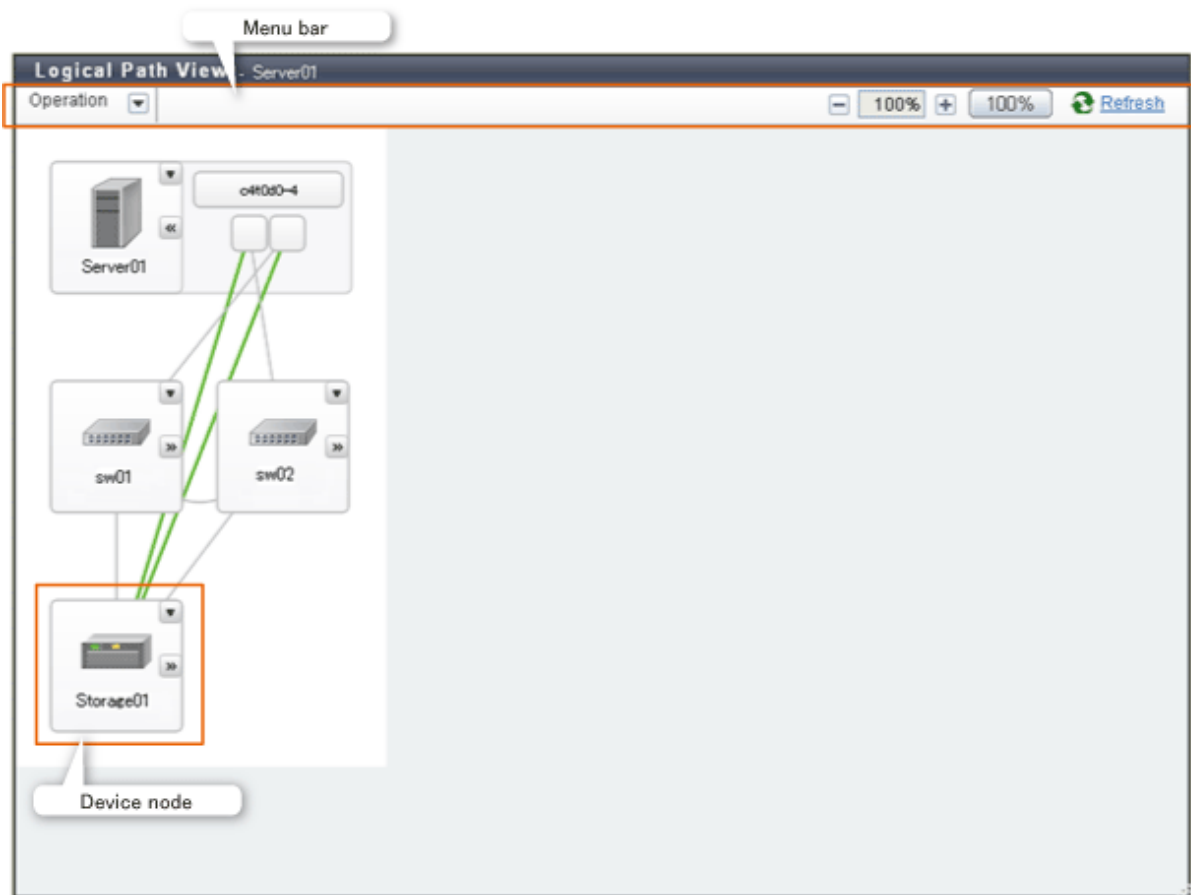 Menu bar
Logical Path View - Server01
Operation
100%
100%
Refresh
c4t0d0-4
Server01
sw01
sw02
Storage01
Device node